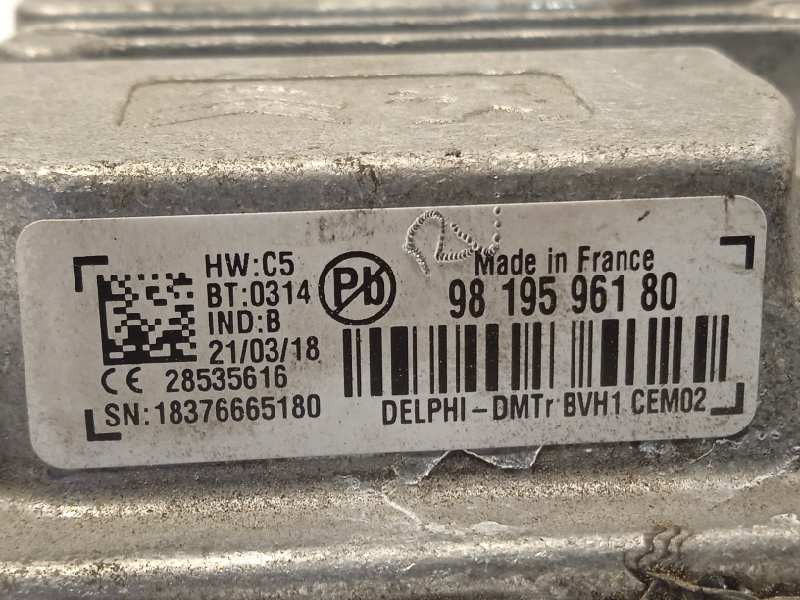 HW:C5
BT:0314
IND:B
21/03/18
CE 28535616
SN:18376665180
Pb
Made in France
98 195 961 80
DELPHI-DMTr BVH1 CEM02